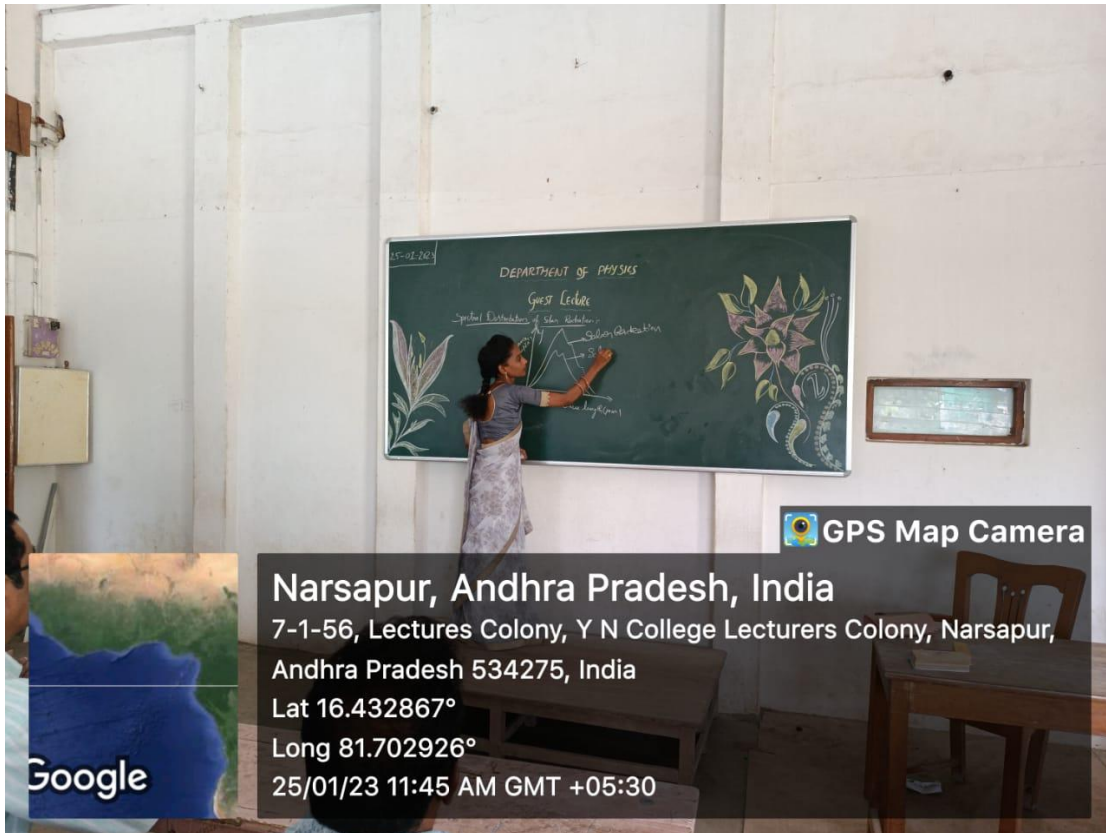 25-01-2023
DEPARTMENT OF PHYSICS
GUEST LECTURE
Spectral Distribution of Solar Radiation:-
Solar Radiation
GPS Map Camera
Narsapur, Andhra Pradesh, India
7-1-56, Lectures Colony, Y N College Lecturers Colony, Narsapur,
Andhra Pradesh 534275, India
Lat 16.432867°
Long 81.702926°
25/01/23 11:45 AM GMT +05:30
Google